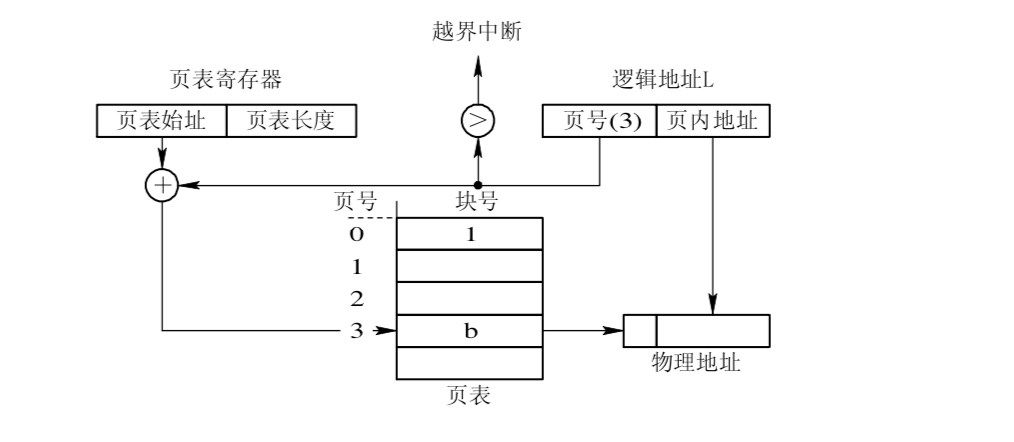 越界中断
页表寄存器
逻辑地址L
页表始址 页表长度
>
页号(3) 页内地址
+
页号 块号
0 1
1
2
3 b
物理地址
页表